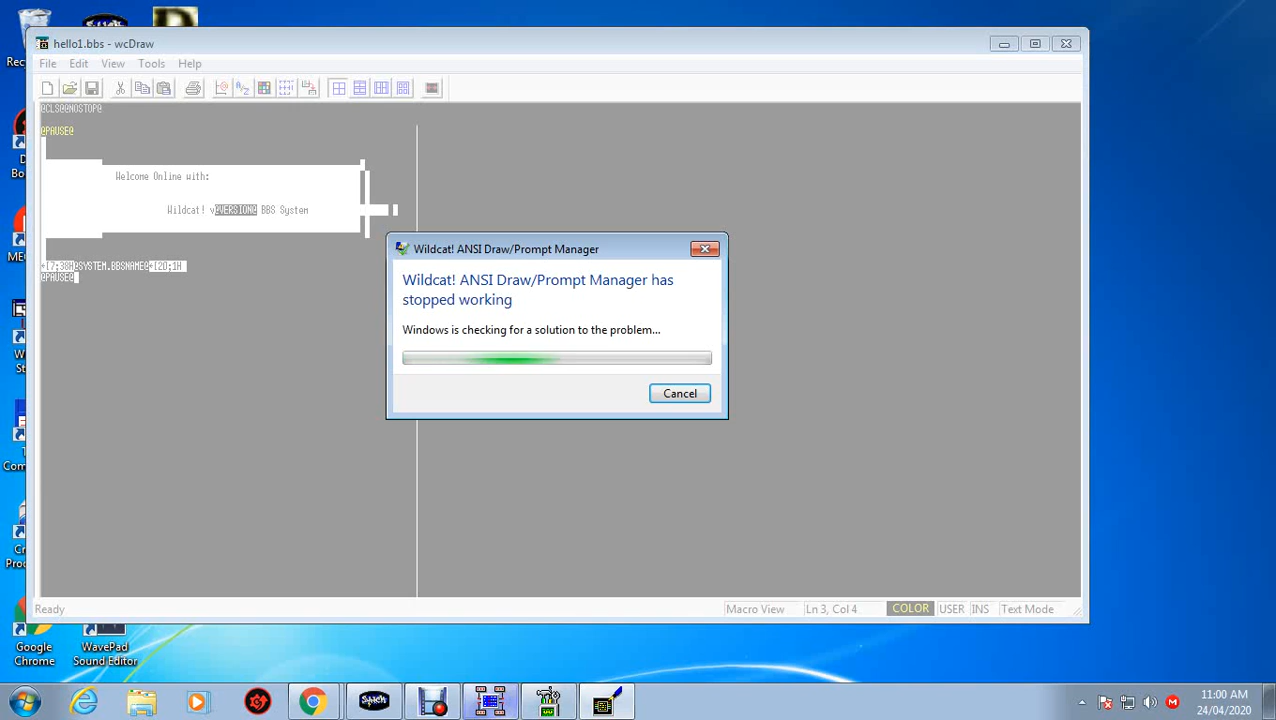 hello1.bbs - wcDraw
File Edit View Tools Help
@CLS@@NOSTOP@
@PAUSE@
Welcome Online with:
Wildcat! v@VERSION@ BBS System
@SYSTEM.BBSNAME@
@PAUSE@
Wildcat! ANSI Draw/Prompt Manager
Wildcat! ANSI Draw/Prompt Manager has
stopped working
Windows is checking for a solution to the problem...
Cancel
Ready Macro View Ln 3, Col 4 COLOR USER INS Text Mode
Google
Chrome
WavePad
Sound Editor
11:00 AM
24/04/2020